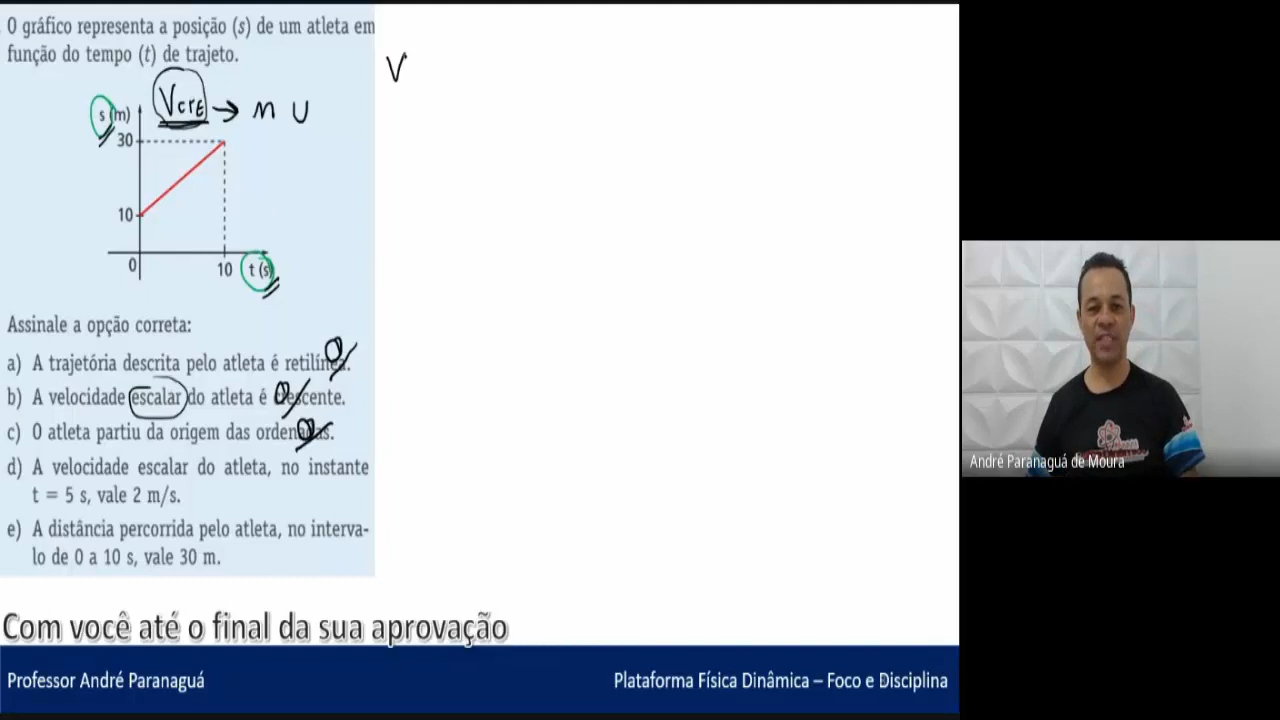 O gráfico representa a posição (s) de um atleta em
função do tempo (t) de trajeto.
V
Vcte → M U
s (m)
30
10
0
10 t (s)
Assinale a opção correta:
a) A trajetória descrita pelo atleta é retilínea.
b) A velocidade escalar do atleta é crescente.
c) O atleta partiu da origem das ordenadas.
d) A velocidade escalar do atleta, no instante
t = 5 s, vale 2 m/s.
e) A distância percorrida pelo atleta, no interva-
lo de 0 a 10 s, vale 30 m.
Com você até o final da sua aprovação
Professor André Paranaguá
Plataforma Física Dinâmica – Foco e Disciplina
André Paranaguá de Moura